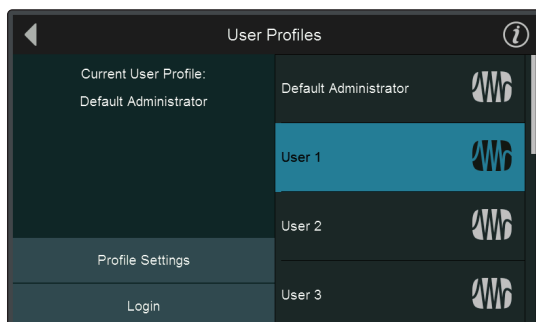 User Profiles
Current User Profile:
Default Administrator
Profile Settings
Login
Default Administrator
User 1
User 2
User 3